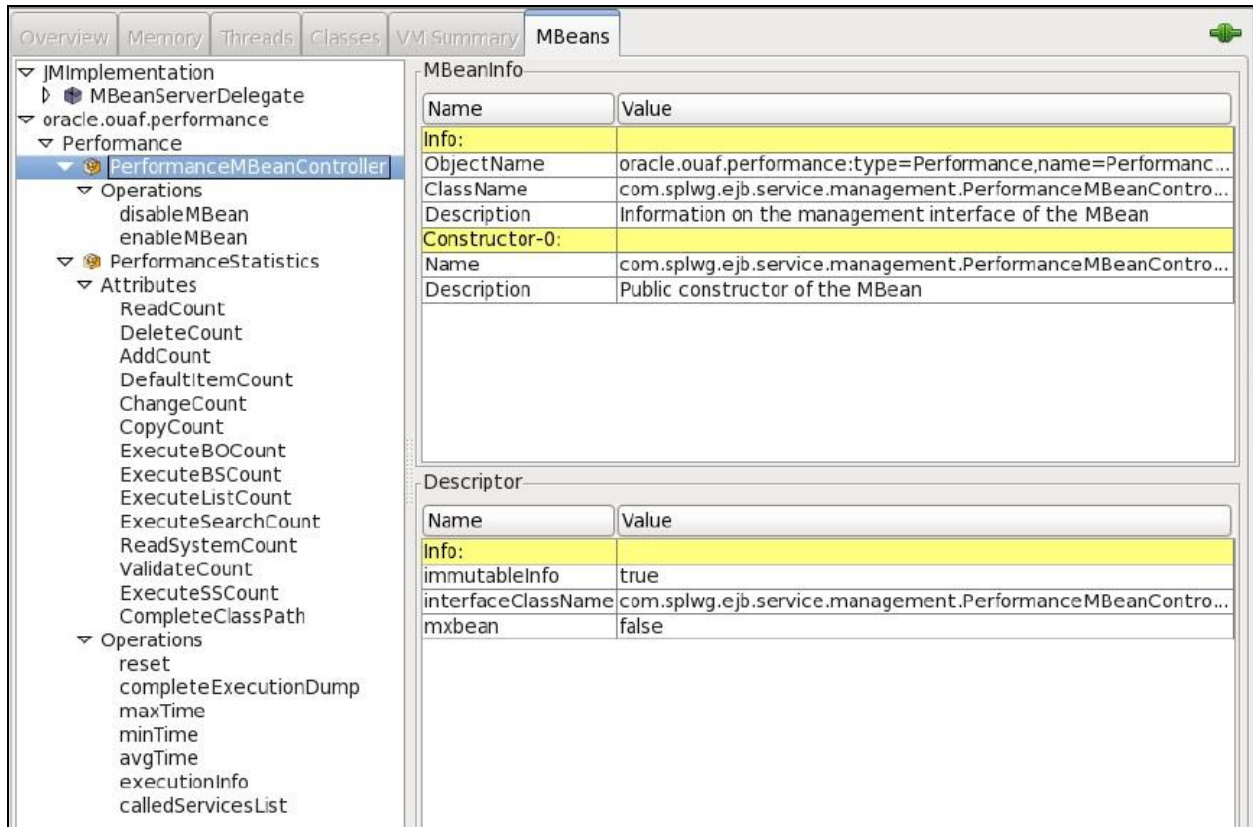 Overview Memory Threads Classes VM Summary MBeans
JMImplementation
MBeanServerDelegate
oracle.ouaf.performance
Performance
PerformanceMBeanController
Operations
disableMBean
enableMBean
PerformanceStatistics
Attributes
ReadCount
DeleteCount
AddCount
DefaultItemCount
ChangeCount
CopyCount
ExecuteBOCount
ExecuteBSCount
ExecuteListCount
ExecuteSearchCount
ReadSystemCount
ValidateCount
ExecuteSSCount
CompleteClassPath
Operations
reset
completeExecutionDump
maxTime
minTime
avgTime
executionInfo
calledServicesList
MBeanInfo
Name Value
Info:
ObjectName oracle.ouaf.performance:type=Performance,name=Performanc...
ClassName com.splwg.ejb.service.management.PerformanceMBeanContro...
Description Information on the management interface of the MBean
Constructor-0:
Name com.splwg.ejb.service.management.PerformanceMBeanContro...
Description Public constructor of the MBean
Descriptor
Name Value
Info:
immutableInfo true
interfaceClassName com.splwg.ejb.service.management.PerformanceMBeanContro...
mxbean false